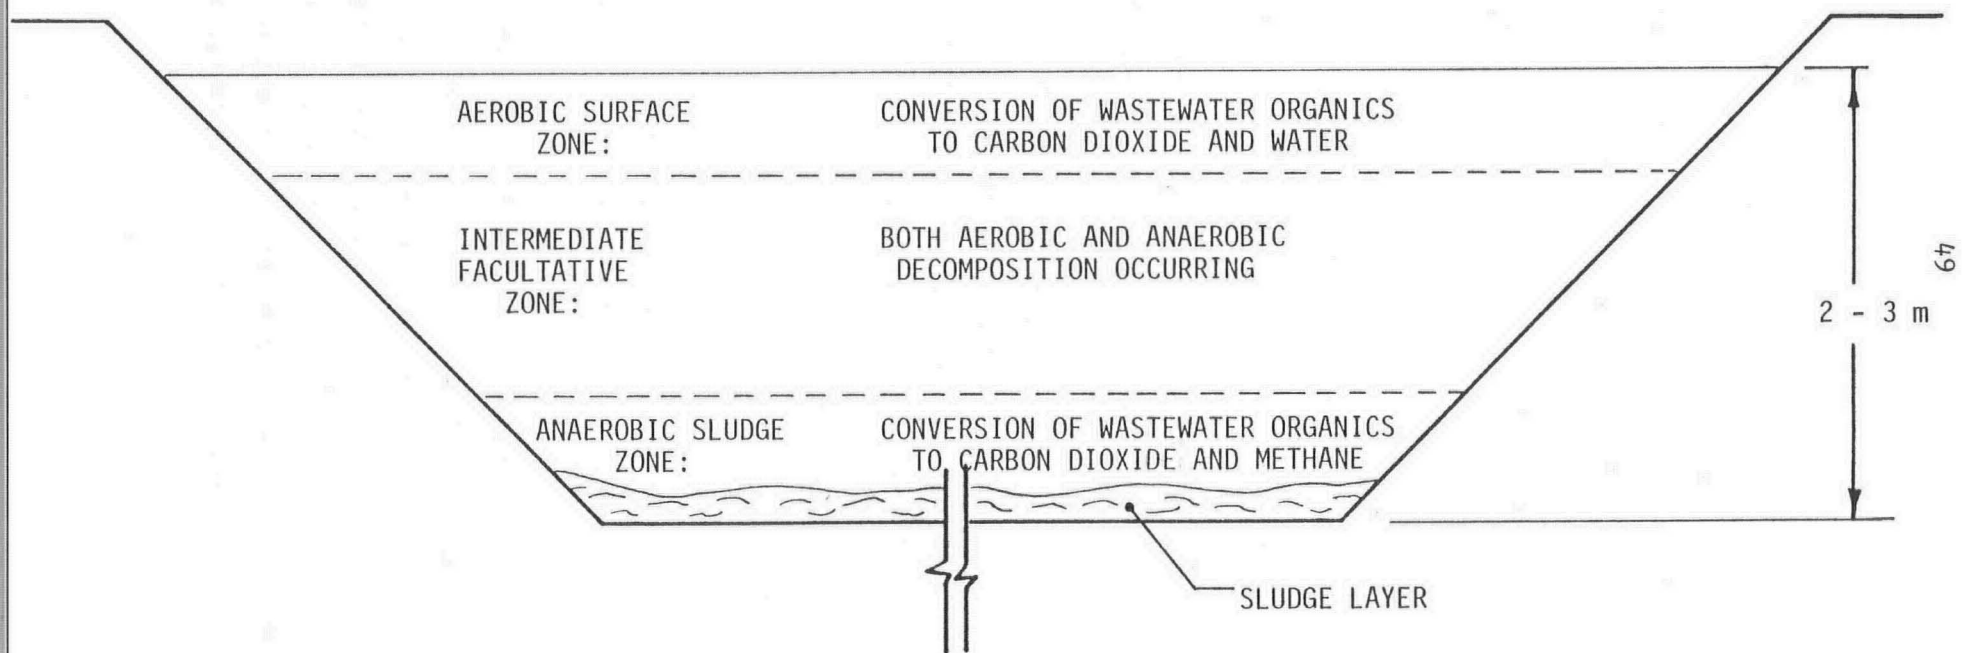 AEROBIC SURFACE
ZONE:
CONVERSION OF WASTEWATER ORGANICS
TO CARBON DIOXIDE AND WATER
INTERMEDIATE
FACULTATIVE
ZONE:
BOTH AEROBIC AND ANAEROBIC
DECOMPOSITION OCCURRING
49
2 - 3 m
ANAEROBIC SLUDGE
ZONE:
CONVERSION OF WASTEWATER ORGANICS
TO CARBON DIOXIDE AND METHANE
SLUDGE LAYER